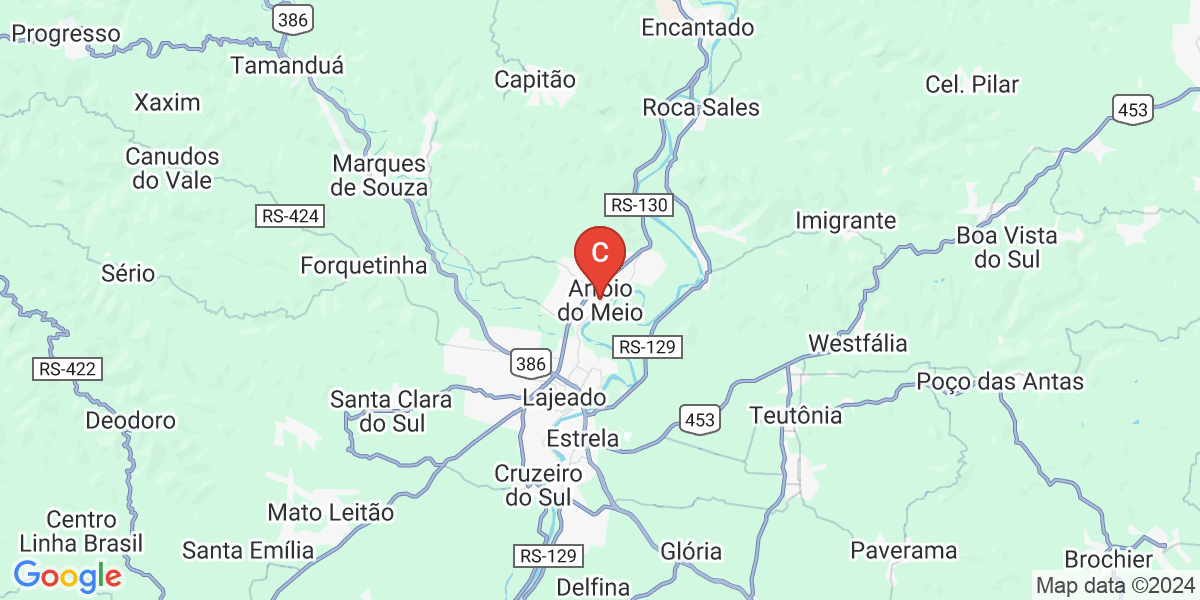 386
Encantado
Progresso
Tamanduá
Capitão
Cel. Pilar
Xaxim
Roca Sales
453
Canudos
do Vale
Marques
de Souza
RS-424
RS-130
Imigrante
Boa Vista
do Sul
C
Sério
Forquetinha
Arroio
do Meio
RS-129
Westfália
386
RS-422
Poço das Antas
Santa Clara
do Sul
Lajeado
453
Teutônia
Deodoro
Estrela
Cruzeiro
do Sul
Mato Leitão
Centro
Linha Brasil
Santa Emília
RS-129
Glória
Paverama
Brochier
Google
Delfina
Map data ©2024